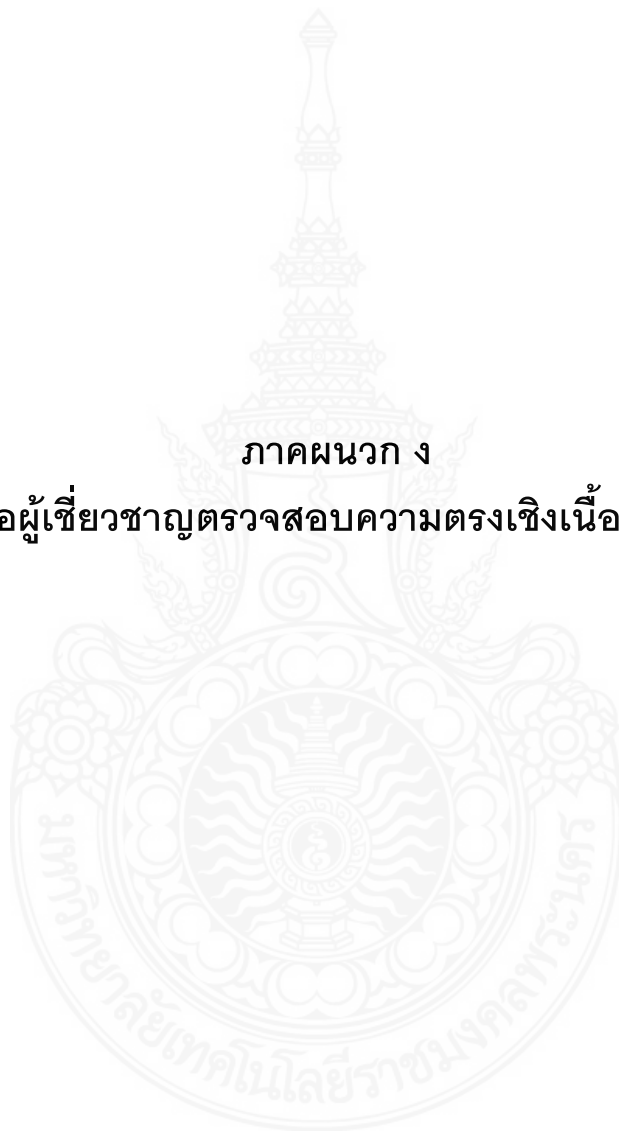 ภาคผนวก ง
อผู้เชี่ยวชาญตรวจสอบความตรงเชิงเนื้อ
มหาวิทยาลัยเทคโนโลยีราชมงคลพระนคร